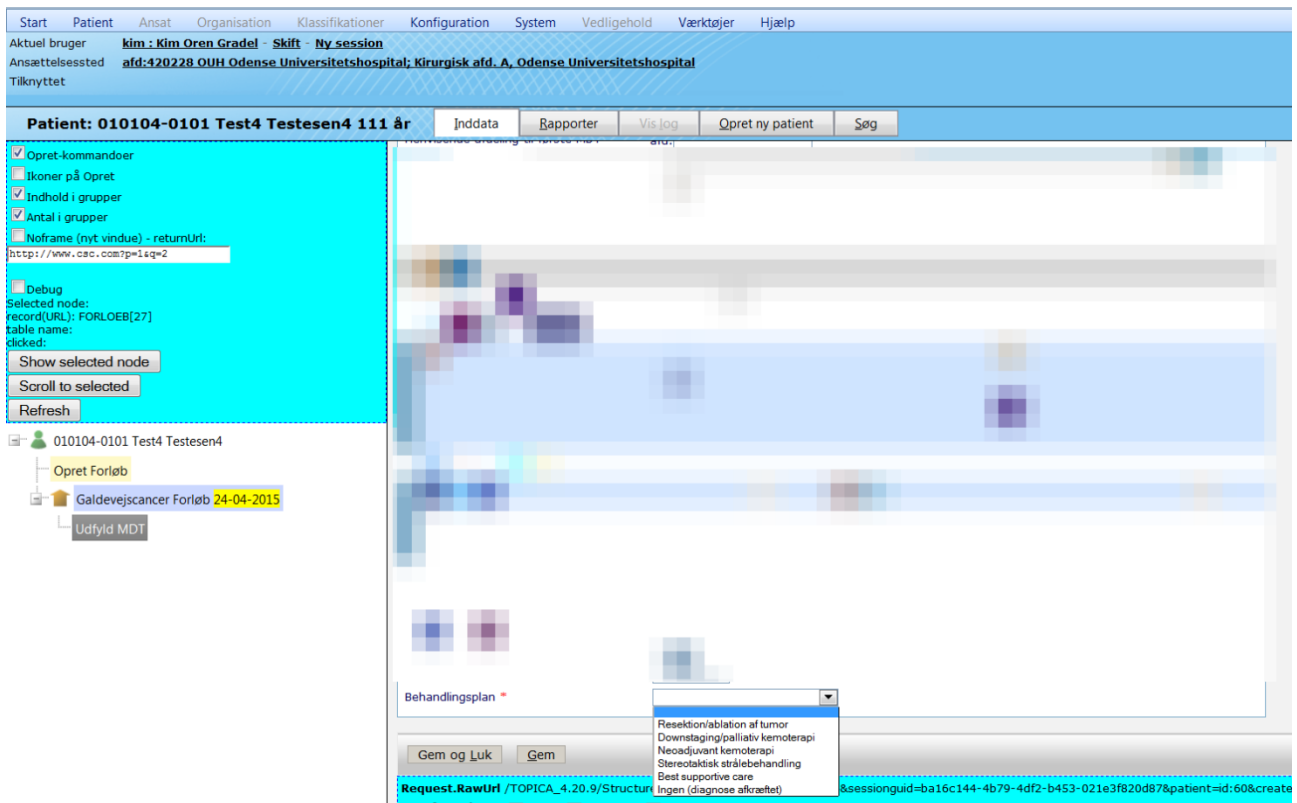 Start Patient Ansat Organisation Klassifikationer Konfiguration System Vedligehold Værktøjer Hjælp
Aktuel bruger kim : Kim Oren Gradel - Skift - Ny session
Ansættelsessted afd:420228 OUH Odense Universitetshospital; Kirurgisk afd. A, Odense Universitetshospital
Tilknyttet
Patient: 010104-0101 Test4 Testesen4 111 år Inddata Rapporter Vis log Opret ny patient Søg
Opret-kommandoer
Ikoner på Opret
Indhold i grupper
Antal i grupper
Noframe (nyt vindue) - returnUrl:
http://www.csc.com?p=1&q=2
Debug
Selected node:
record(URL): FORLOEB[27]
table name:
clicked:
Show selected node
Scroll to selected
Refresh
010104-0101 Test4 Testesen4
Opret Forløb
Galdevejscancer Forløb 24-04-2015
Udfyld MDT
Behandlingsplan *
Resektion/ablation af tumor
Downstaging/palliativ kemoterapi
Neoadjuvant kemoterapi
Stereotaktisk strålebehandling
Best supportive care
Ingen (diagnose afkræftet)
Gem og Luk Gem
Request.RawUrl /TOPICA_4.20.9/Structure &sessionguid=ba16c144-4b79-4df2-b453-021e3f820d87&patient=id:60&create